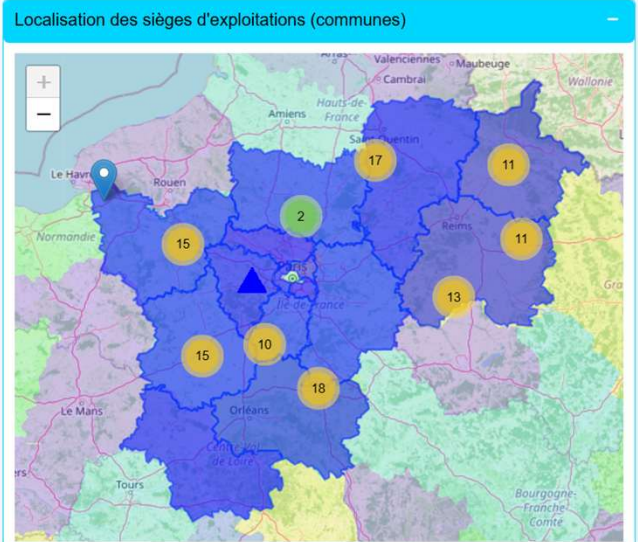 Localisation des sièges d'exploitations (communes)
−
+
−
Valenciennes
Maubeuge
Cambrai
Wallonie
Hauts-de-
France
Amiens
Saint-Quentin
17
11
Le Havre
Rouen
2
Reims
11
Normandie
15
Paris
Île-de-France
13
15
10
18
Le Mans
Orléans
Centre-Val
de Loire
Tours
Bourgogne-
Franche
Comté